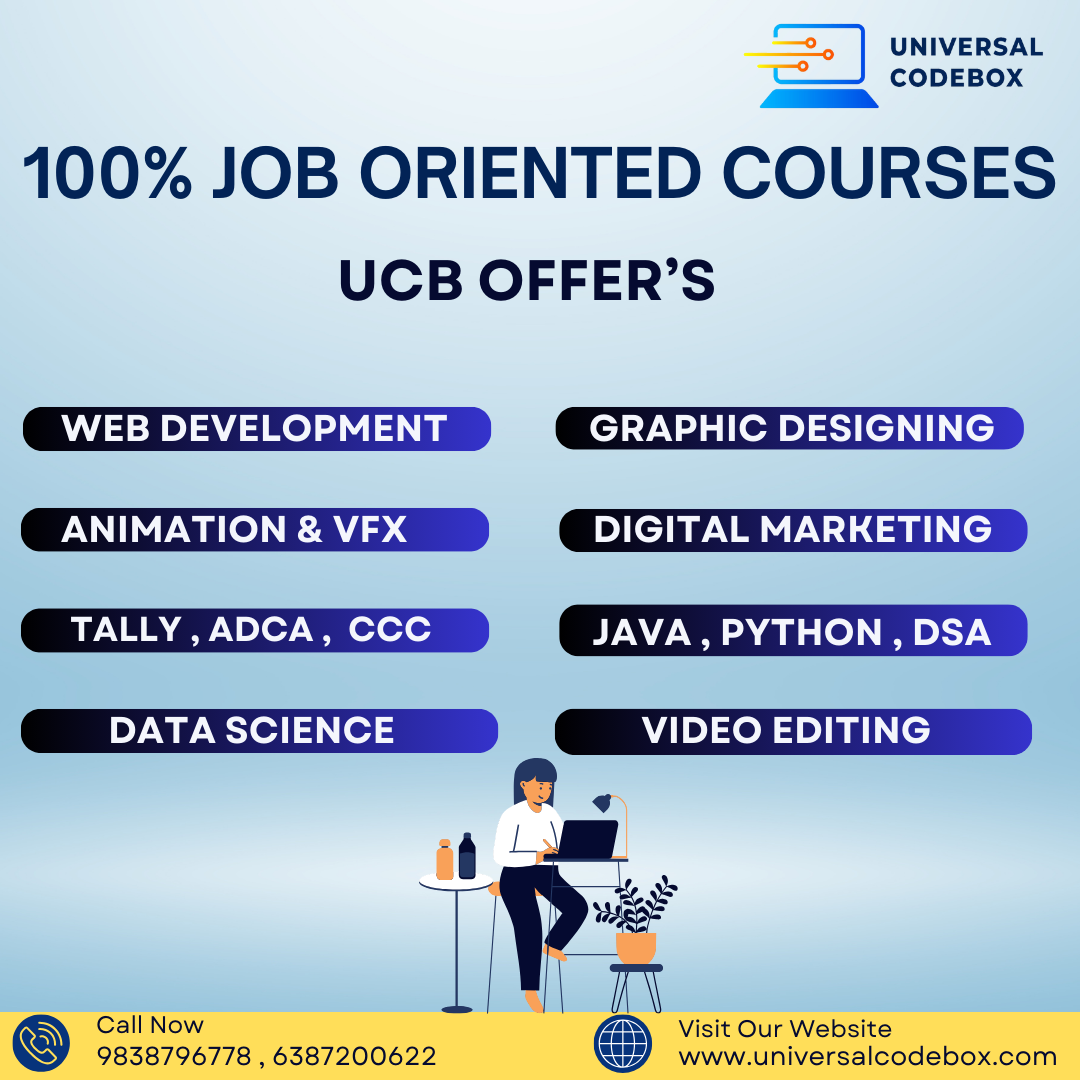 UNIVERSAL
CODEBOX
100% JOB ORIENTED COURSES
UCB OFFER’S
WEB DEVELOPMENT
GRAPHIC DESIGNING
ANIMATION & VFX
DIGITAL MARKETING
TALLY , ADCA , CCC
JAVA , PYTHON , DSA
DATA SCIENCE
VIDEO EDITING
Call Now
9838796778 , 6387200622
Visit Our Website
www.universalcodebox.com